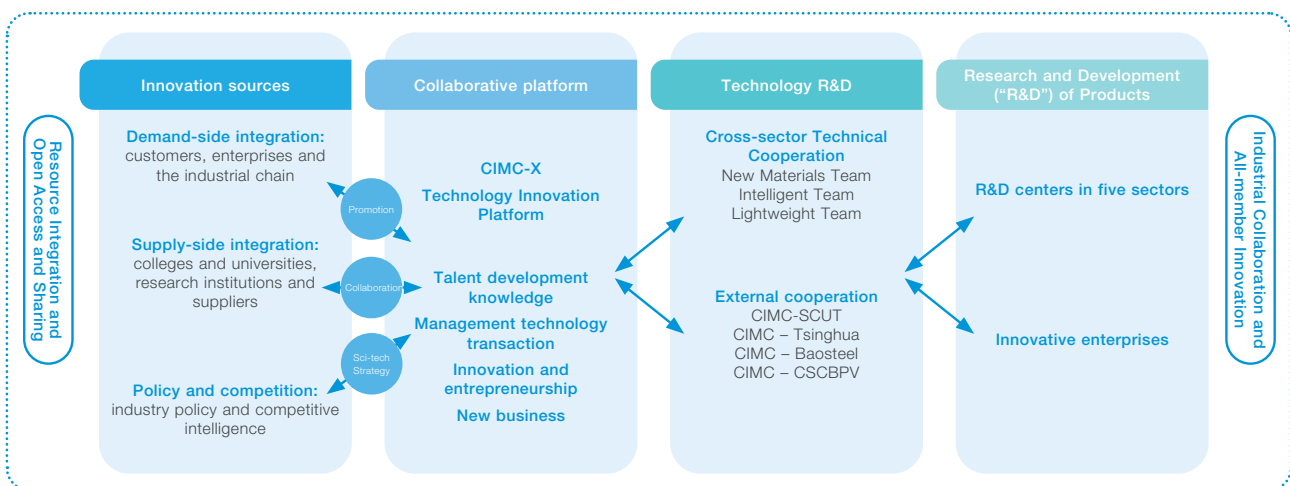 Resource Integration and
Open Access and Sharing
Innovation sources
Demand-side integration:
customers, enterprises and
the industrial chain
Supply-side integration:
colleges and universities,
research institutions and
suppliers
Policy and competition:
industry policy and competitive
intelligence
Promotion
Collaboration
Sci-tech
Strategy
Collaborative platform
CIMC-X
Technology Innovation
Platform
Talent development
knowledge
Management technology
transaction
Innovation and
entrepreneurship
New business
Technology R&D
Cross-sector Technical
Cooperation
New Materials Team
Intelligent Team
Lightweight Team
External cooperation
CIMC-SCUT
CIMC – Tsinghua
CIMC – Baosteel
CIMC – CSCBPV
Research and Development
(“R&D”) of Products
R&D centers in five sectors
Innovative enterprises
Industrial Collaboration and
All-member Innovation